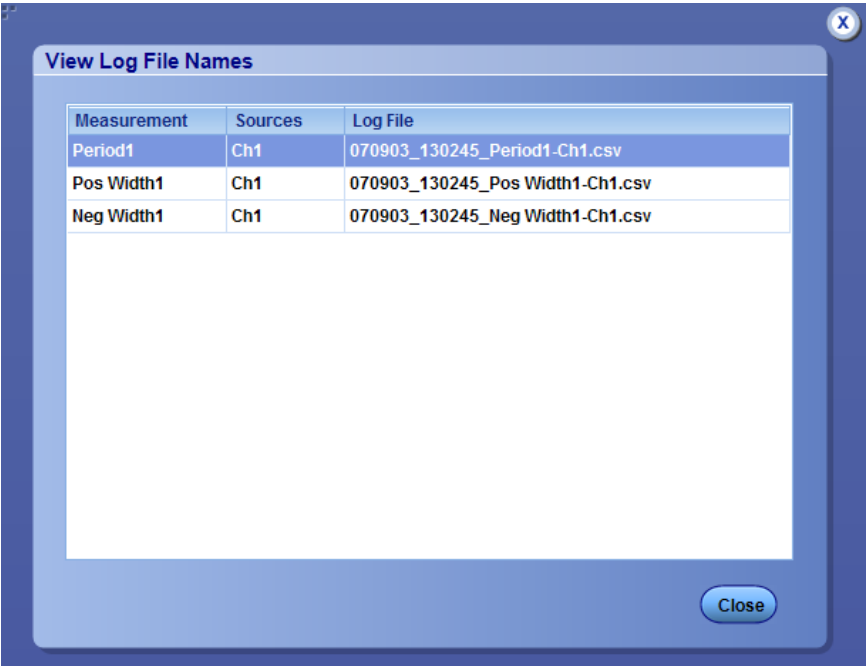 X
View Log File Names
Measurement Sources Log File
Period1 Ch1 070903_130245_Period1-Ch1.csv
Pos Width1 Ch1 070903_130245_Pos Width1-Ch1.csv
Neg Width1 Ch1 070903_130245_Neg Width1-Ch1.csv
Close